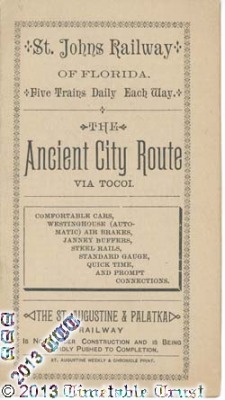 St. Johns Railway
OF FLORIDA.
Five Trains Daily Each Way.
THE
Ancient City Route
VIA TOCOI.
COMFORTABLE CARS,
WESTINGHOUSE (AUTO-
MATIC) AIR BRAKES,
JANNEY BUFFERS,
STEEL RAILS,
STANDARD GAUGE,
QUICK TIME,
AND PROMPT
CONNECTIONS.
THE ST. AUGUSTINE & PALATKA
RAILWAY
IS CONSTRUCTION AND IS BEING
PUSHED TO COMPLETION.
ST. AUGUSTINE WEEKLY & CHRONICLE PRINT.
2013
© 2013 Timetable Trust